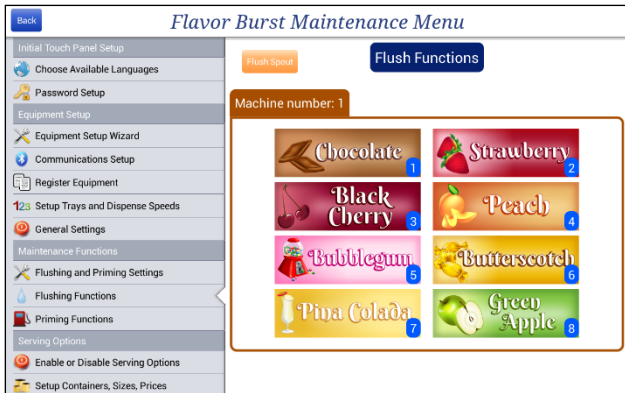 Back
Flavor Burst Maintenance Menu
Initial Touch Panel Setup
Choose Available Languages
Password Setup
Equipment Setup
Equipment Setup Wizard
Communications Setup
Register Equipment
123 Setup Trays and Dispense Speeds
General Settings
Maintenance Functions
Flushing and Priming Settings
Flushing Functions
Priming Functions
Serving Options
Enable or Disable Serving Options
Setup Containers, Sizes, Prices
Flush Spout
Flush Functions
Machine number: 1
Chocolate 1
Strawberry 2
Black
Cherry 3
Peach 4
Bubblegum 5
Butterscotch 6
Pina Colada 7
Green
Apple 8